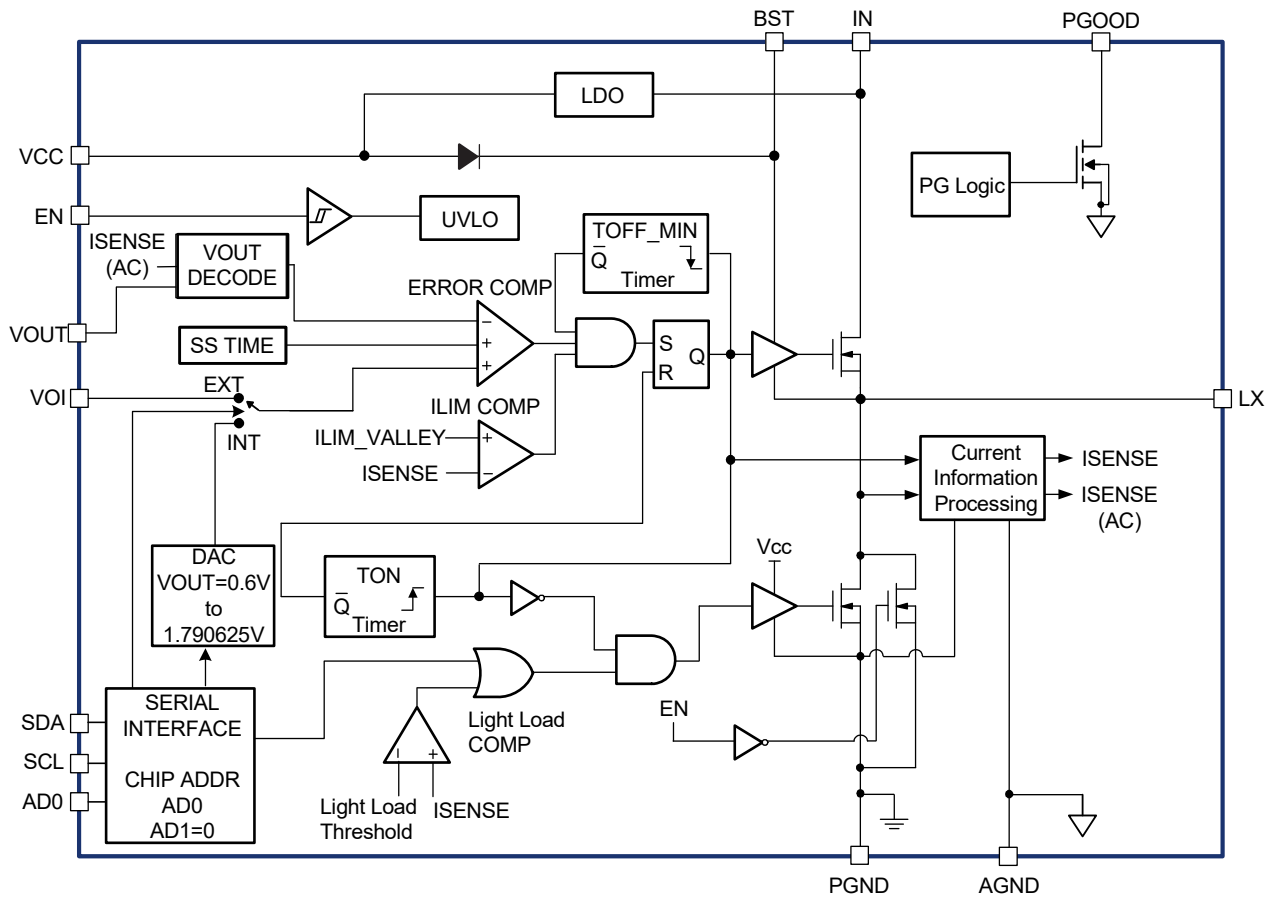 BST
IN
PGOOD
LDO
VCC
PG Logic
EN
UVLO
TOFF_MIN
Q
Timer
ISENSE
(AC)
VOUT
DECODE
ERROR COMP
VOUT
SS TIME
−
+
+
S
R
Q
VOI
EXT
INT
LX
ILIM COMP
ILIM_VALLEY
+
ISENSE
−
Current
Information
Processing
ISENSE
ISENSE
(AC)
DAC
VOUT=0.6V
to
1.790625V
TON
Q
Timer
Vcc
SERIAL
INTERFACE
CHIP ADDR
AD0
AD1=0
SDA
SCL
AD0
Light Load
COMP
−
+
Light Load
Threshold
ISENSE
EN
PGND
AGND